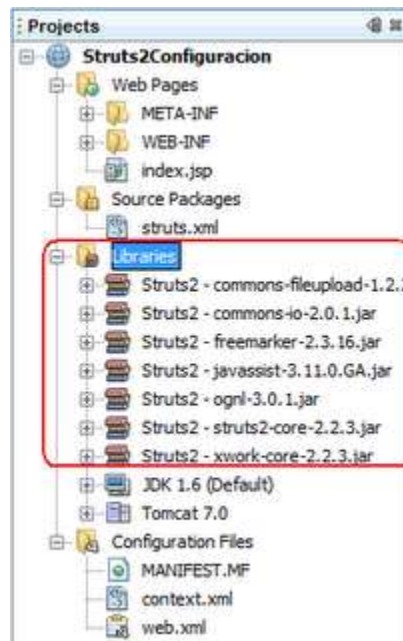 Projects
Struts2Configuracion
Web Pages
META-INF
WEB-INF
index.jsp
Source Packages
struts.xml
Libraries
Struts2 - commons-fileupload-1.2.
Struts2 - commons-io-2.0.1.jar
Struts2 - freemarker-2.3.16.jar
Struts2 - javassist-3.11.0.GA.jar
Struts2 - ognl-3.0.1.jar
Struts2 - struts2-core-2.2.3.jar
Struts2 - xwork-core-2.2.3.jar
JDK 1.6 (Default)
Tomcat 7.0
Configuration Files
MANIFEST.MF
context.xml
web.xml